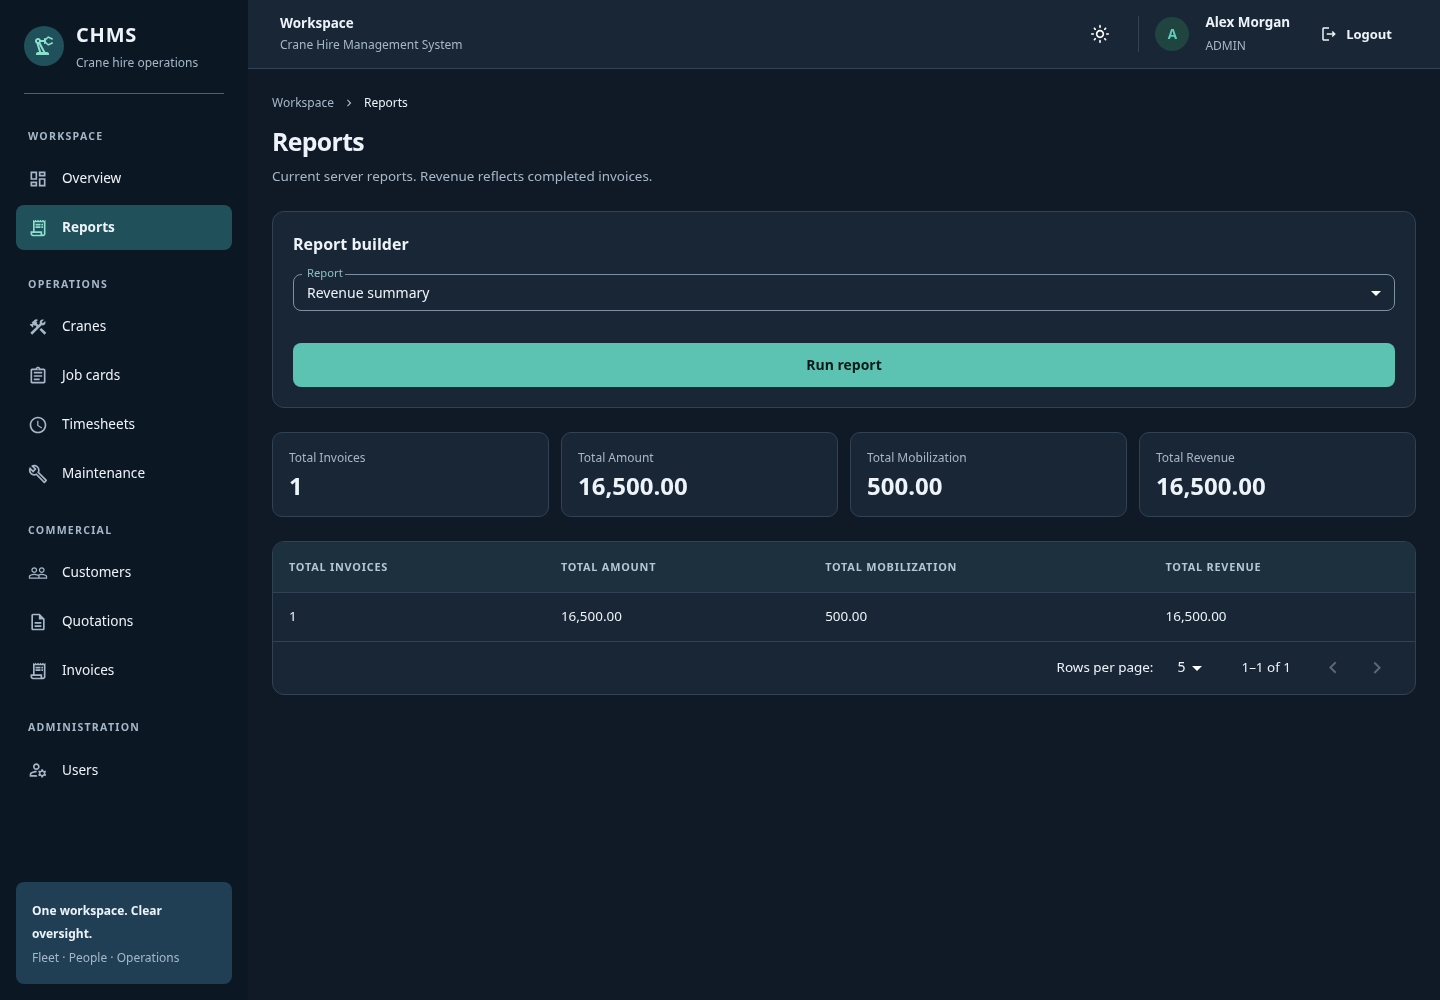 CHMS
Crane hire operations
WORKSPACE
Overview
Reports
OPERATIONS
Cranes
Job cards
Timesheets
Maintenance
COMMERCIAL
Customers
Quotations
Invoices
ADMINISTRATION
Users
One workspace. Clear
oversight.
Fleet · People · Operations
Workspace
Crane Hire Management System
A
Alex Morgan
ADMIN
Logout
Workspace > Reports
Reports
Current server reports. Revenue reflects completed invoices.
Report builder
Report
Revenue summary
Run report
Total Invoices
1
Total Amount
16,500.00
Total Mobilization
500.00
Total Revenue
16,500.00
TOTAL INVOICES TOTAL AMOUNT TOTAL MOBILIZATION TOTAL REVENUE
1 16,500.00 500.00 16,500.00
Rows per page: 5 1–1 of 1